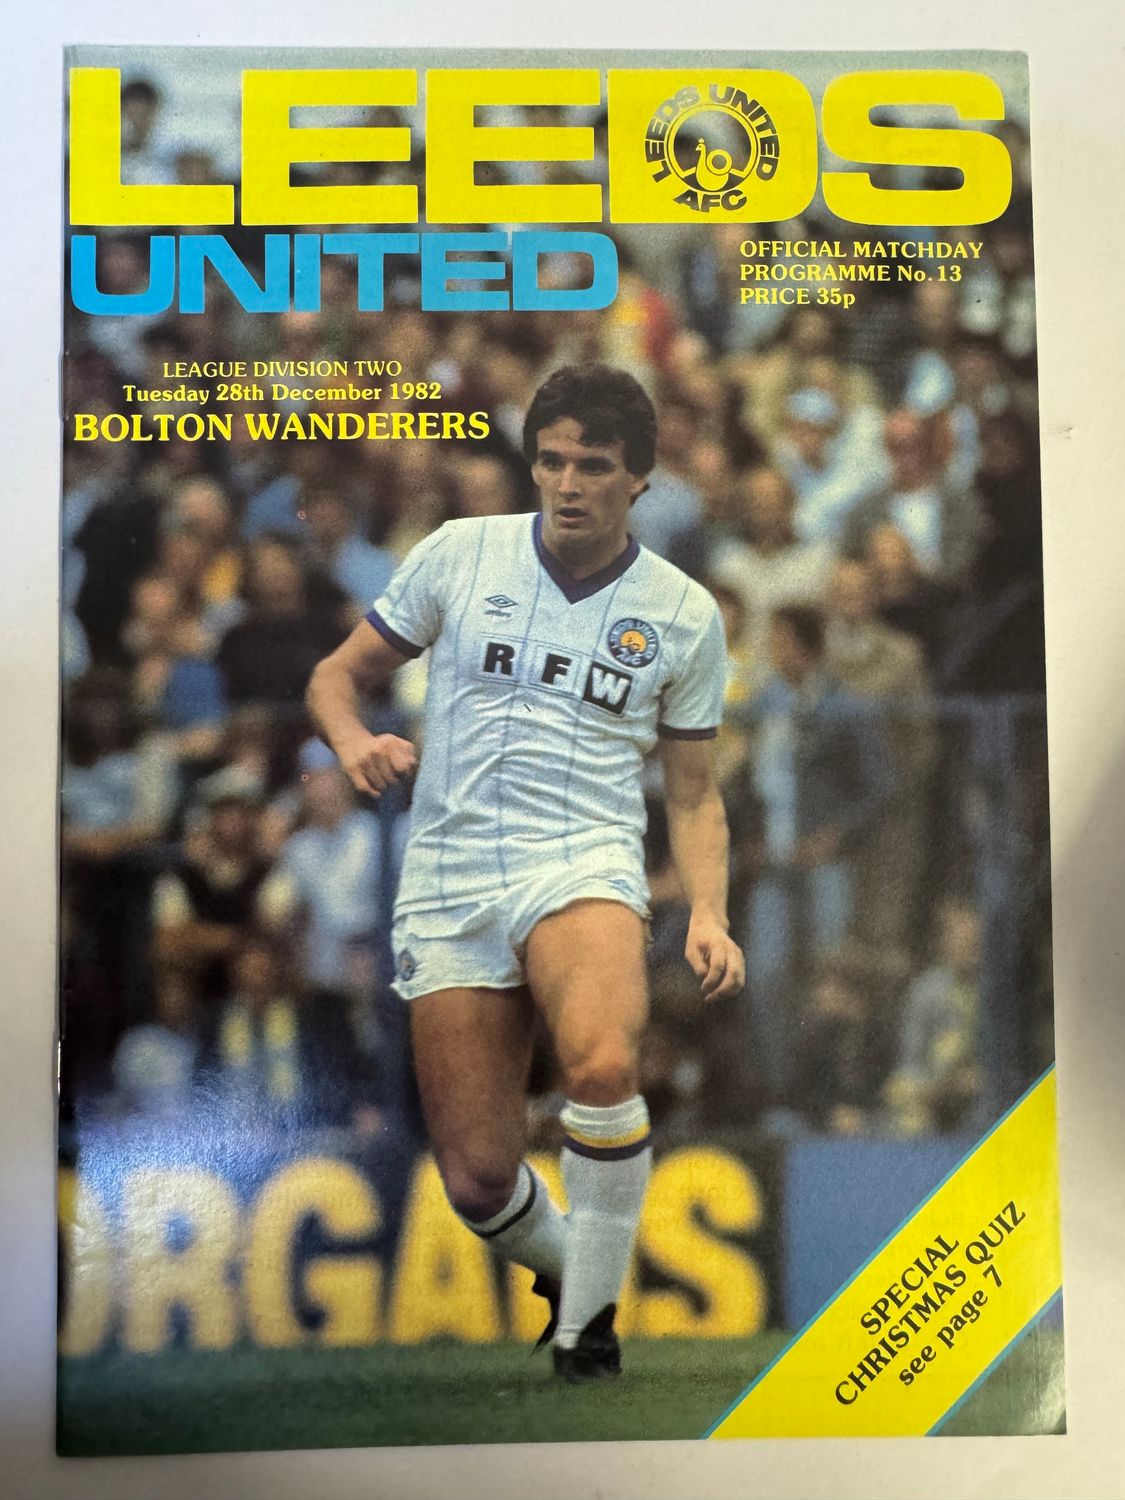 LEEDS
LEEDS UNITED
AFC
UNITED
OFFICIAL MATCHDAY
PROGRAMME No. 13
PRICE 35p
LEAGUE DIVISION TWO
Tuesday 28th December 1982
BOLTON WANDERERS
RFW
ORGANS
SPECIAL
CHRISTMAS QUIZ
see page 7